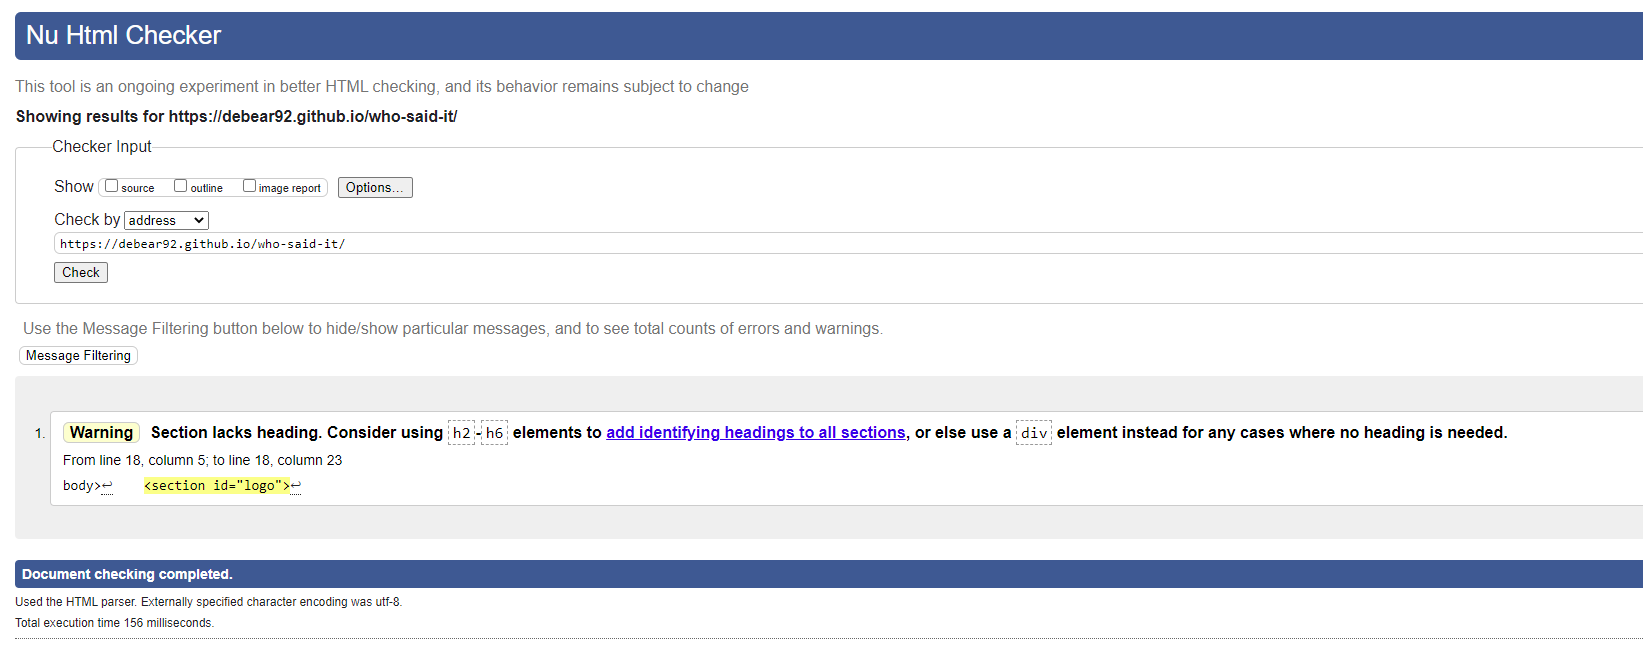 Nu Html Checker
This tool is an ongoing experiment in better HTML checking, and its behavior remains subject to change
Showing results for https://debear92.github.io/who-said-it/
Checker Input
Show source outline image report Options...
Check by address
https://debear92.github.io/who-said-it/
Check
Use the Message Filtering button below to hide/show particular messages, and to see total counts of errors and warnings.
Message Filtering
1. Warning Section lacks heading. Consider using h2-h6 elements to add identifying headings to all sections, or else use a div element instead for any cases where no heading is needed.
From line 18, column 5; to line 18, column 23
body>↩ <section id="logo">↩
Document checking completed.
Used the HTML parser. Externally specified character encoding was utf-8.
Total execution time 156 milliseconds.